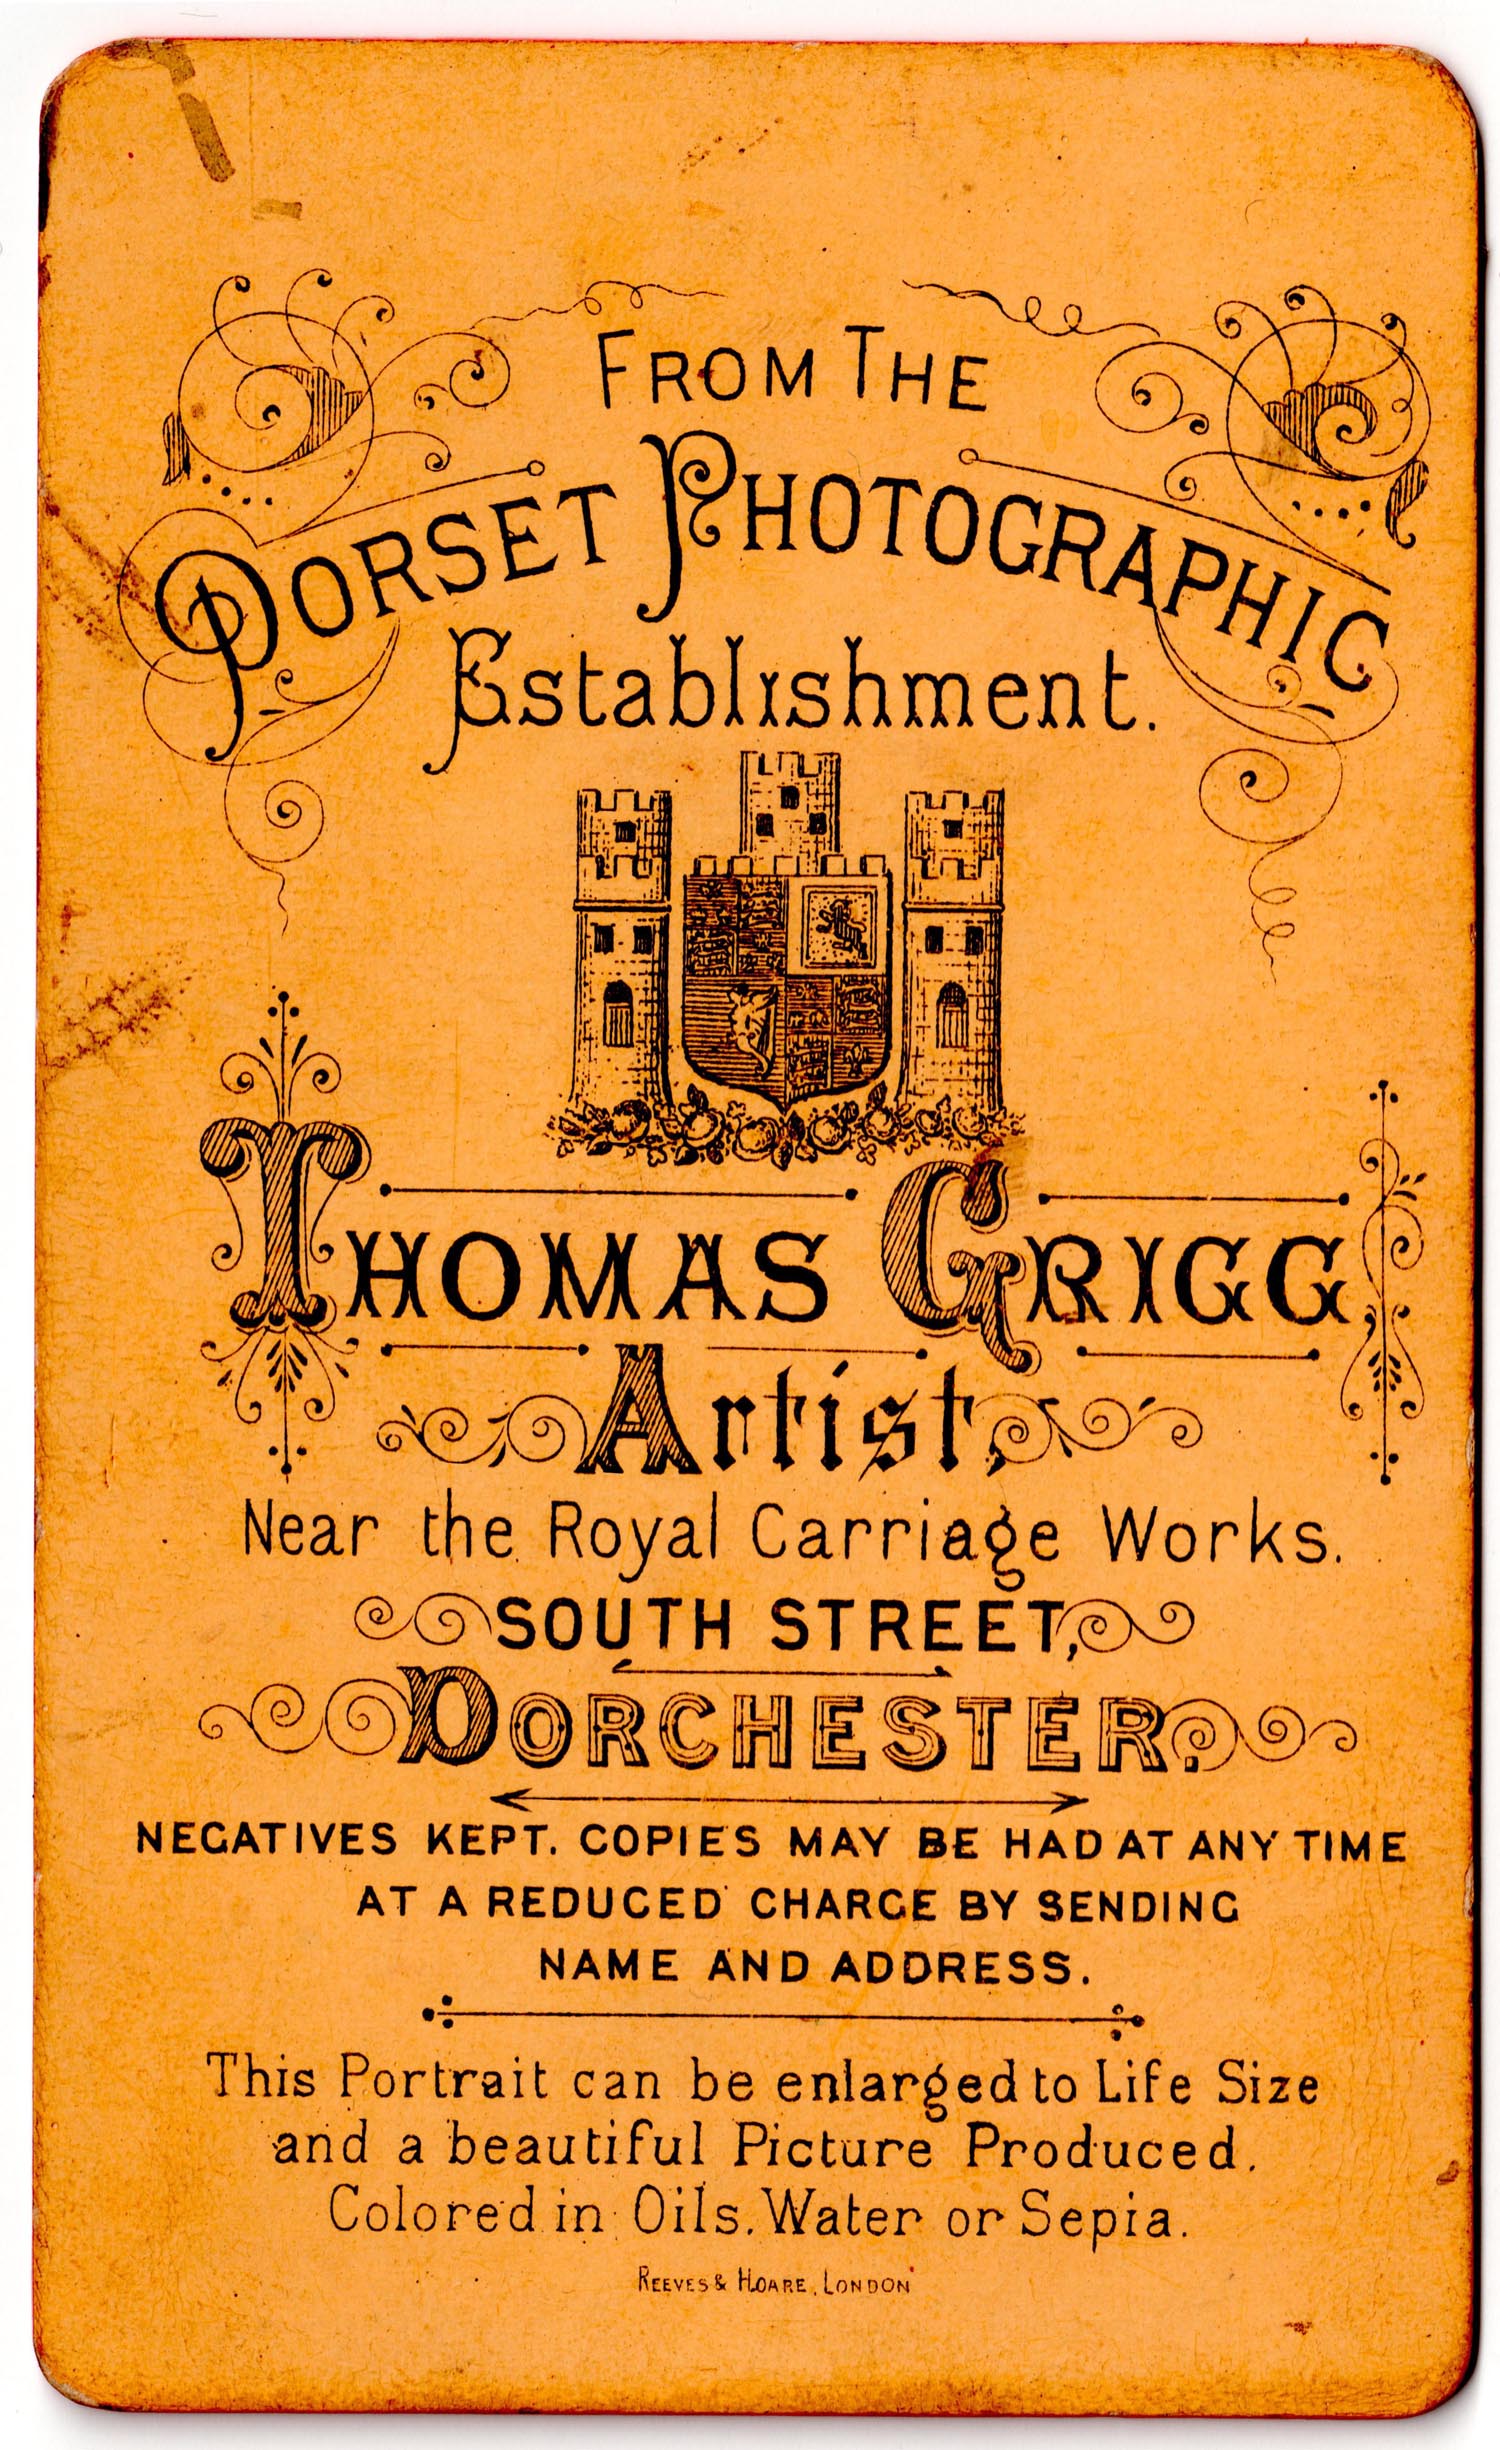 FROM THE
DORSET PHOTOGRAPHIC
Establishment.
THOMAS GRIGG
Artist,
Near the Royal Carriage Works.
SOUTH STREET,
DORCHESTER.
NEGATIVES KEPT. COPIES MAY BE HAD AT ANY TIME
AT A REDUCED CHARGE BY SENDING
NAME AND ADDRESS.
This Portrait can be enlarged to Life Size
and a beautiful Picture Produced.
Colored in Oils. Water or Sepia.
REEVES & HOARE, LONDON